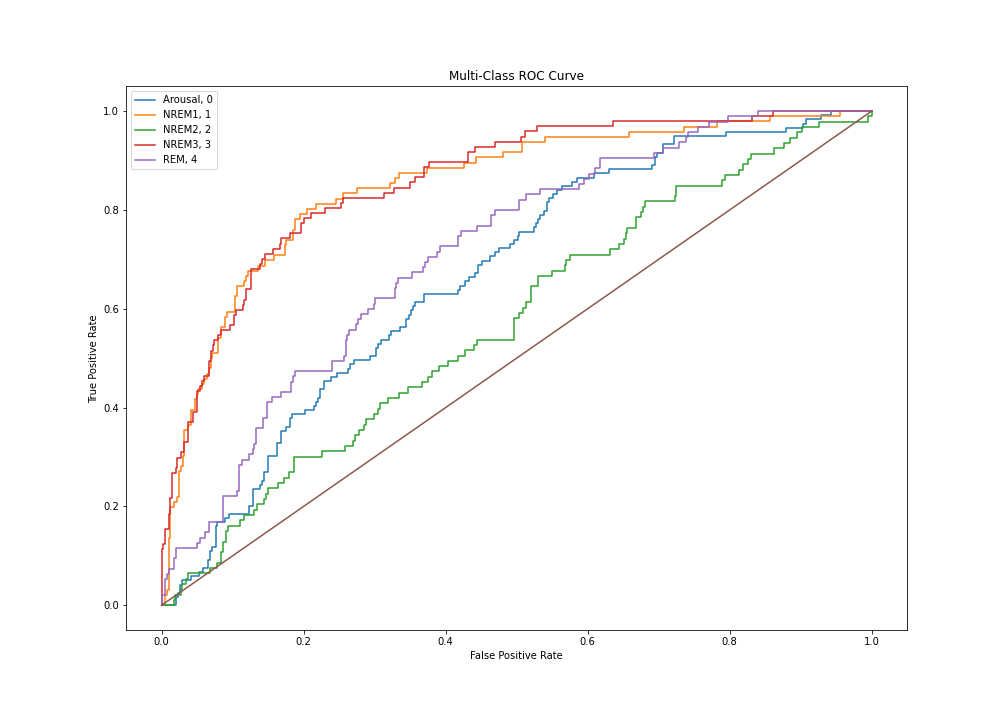 Multi-Class ROC Curve
Arousal, 0
NREM1, 1
NREM2, 2
NREM3, 3
REM, 4
True Positive Rate
1.0
0.8
0.6
0.4
0.2
0.0
0.0 0.2 0.4 0.6 0.8 1.0
False Positive Rate